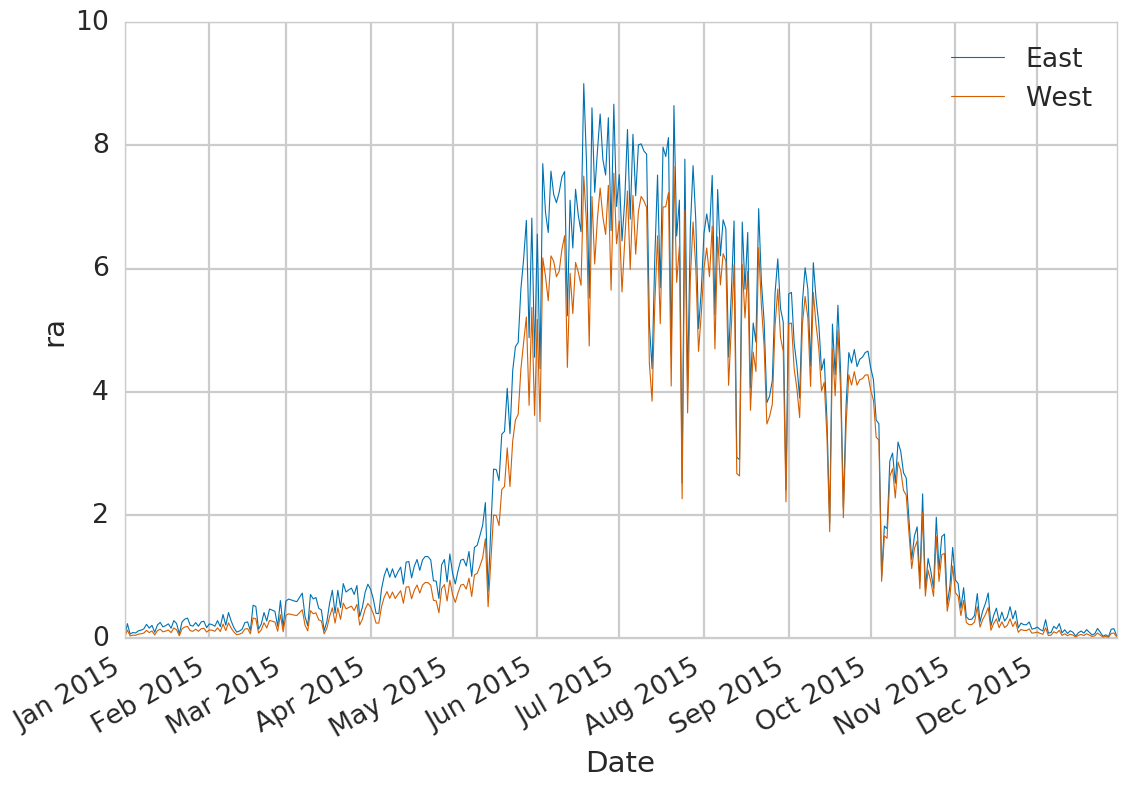 10
8
6
4
2
0
ra
East
West
Jan 2015
Feb 2015
Mar 2015
Apr 2015
May 2015
Jun 2015
Jul 2015
Aug 2015
Sep 2015
Oct 2015
Nov 2015
Dec 2015
Date